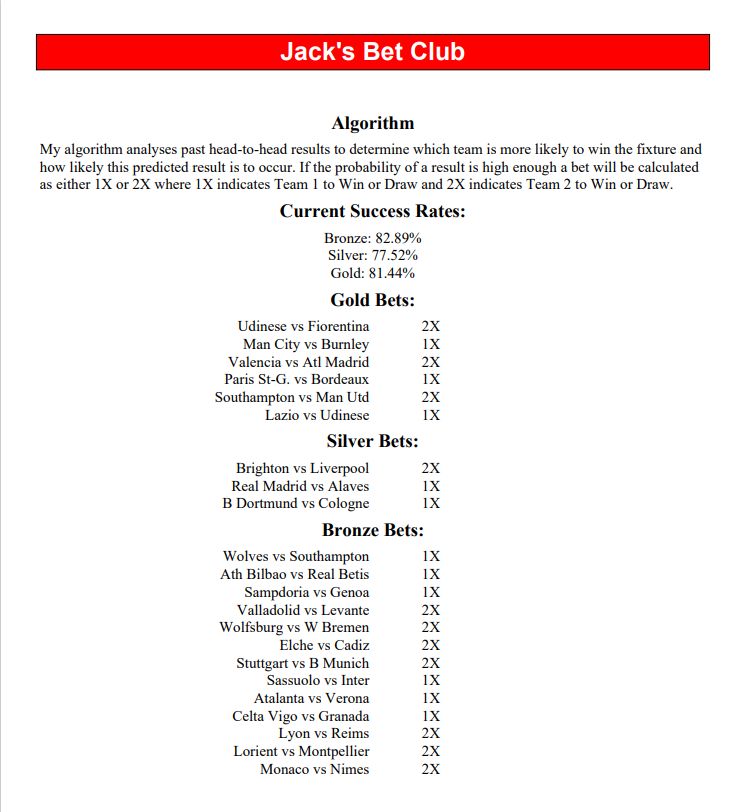 Jack's Bet Club
Algorithm
My algorithm analyses past head-to-head results to determine which team is more likely to win the fixture and
how likely this predicted result is to occur. If the probability of a result is high enough a bet will be calculated
as either 1X or 2X where 1X indicates Team 1 to Win or Draw and 2X indicates Team 2 to Win or Draw.
Current Success Rates:
Bronze: 82.89%
Silver: 77.52%
Gold: 81.44%
Gold Bets:
Udinese vs Fiorentina 2X
Man City vs Burnley 1X
Valencia vs Atl Madrid 2X
Paris St-G. vs Bordeaux 1X
Southampton vs Man Utd 2X
Lazio vs Udinese 1X
Silver Bets:
Brighton vs Liverpool 2X
Real Madrid vs Alaves 1X
B Dortmund vs Cologne 1X
Bronze Bets:
Wolves vs Southampton 1X
Ath Bilbao vs Real Betis 1X
Sampdoria vs Genoa 1X
Valladolid vs Levante 2X
Wolfsburg vs W Bremen 2X
Elche vs Cadiz 2X
Stuttgart vs B Munich 2X
Sassuolo vs Inter 1X
Atalanta vs Verona 1X
Celta Vigo vs Granada 1X
Lyon vs Reims 2X
Lorient vs Montpellier 2X
Monaco vs Nimes 2X